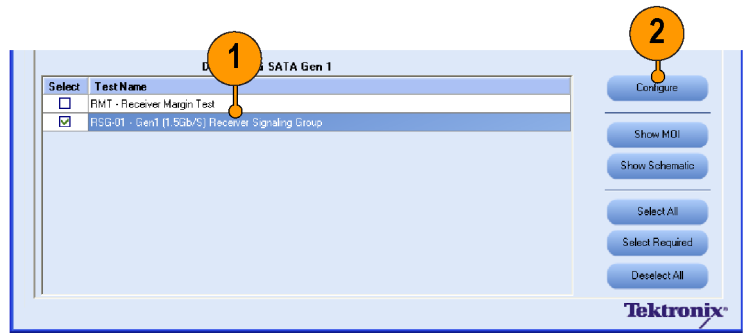 1
2
SATA Gen 1
Select Test Name
RMT - Receiver Margin Test
RSG-01 - Gen1 (1.5Gb/S) Receiver Signaling Group
Configure
Show MOI
Show Schematic
Select All
Select Required
Deselect All
Tektronix